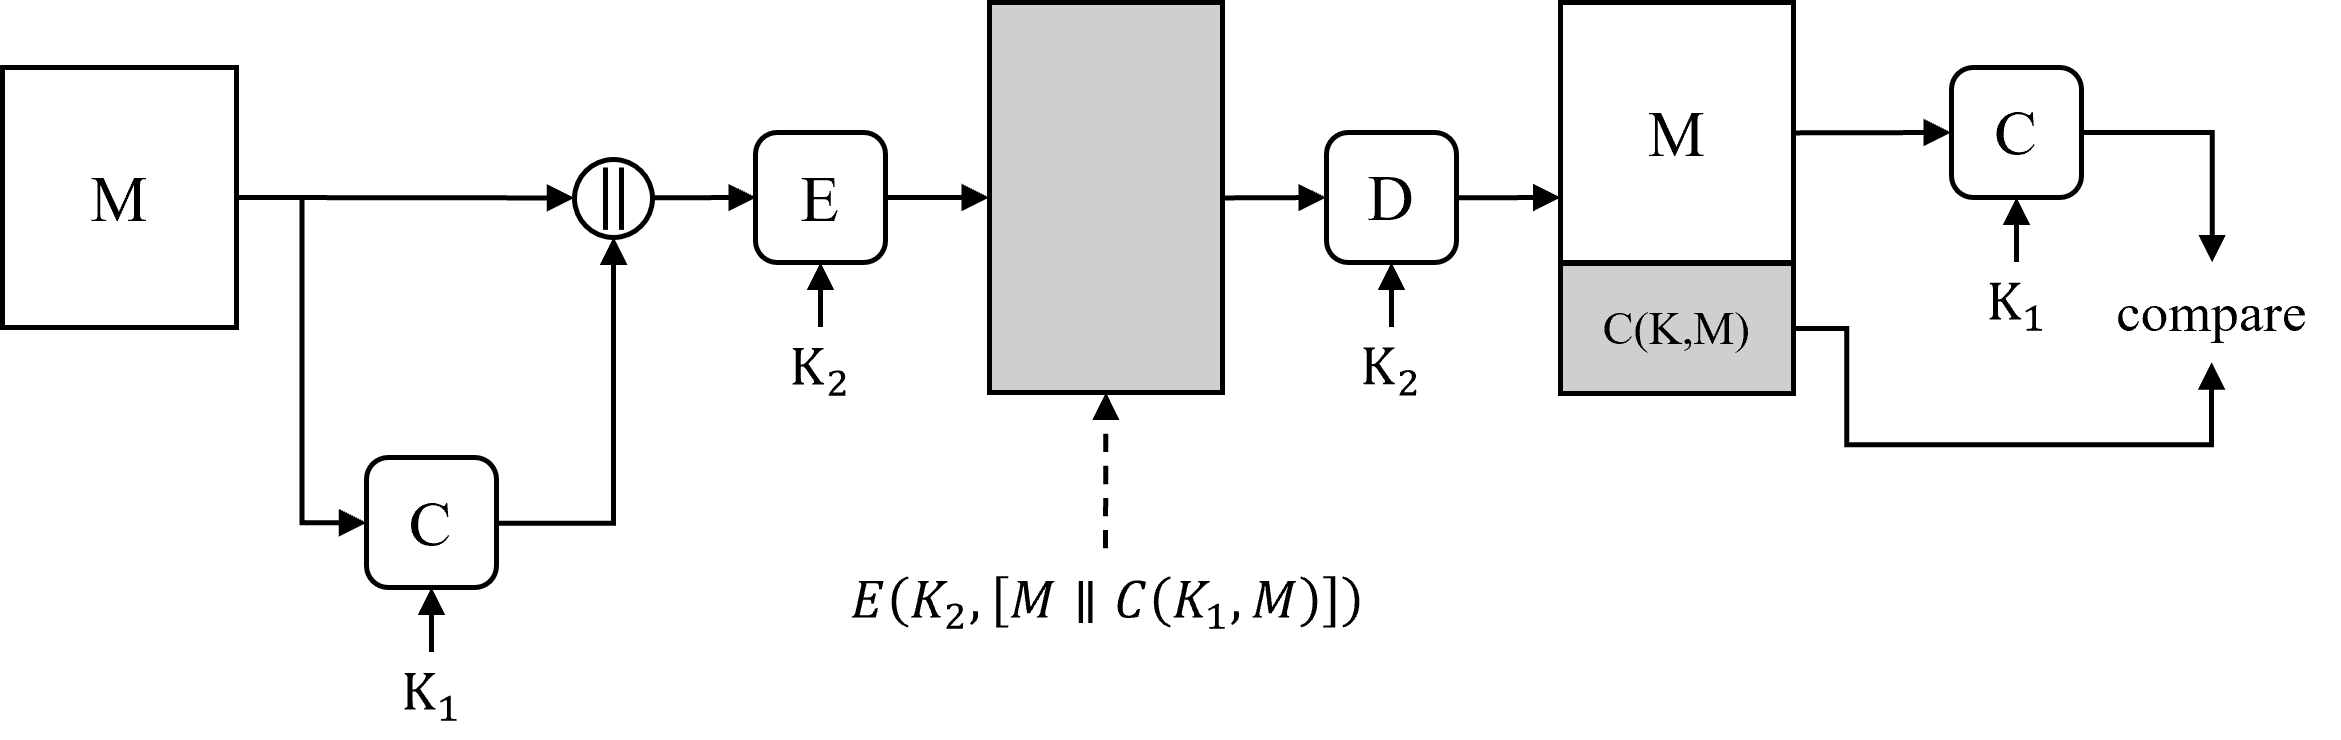 M
||
E
K₂
C
K₁
E(K₂, [M ∥ C(K₁, M)])
D
K₂
M
C(K,M)
C
K₁
compare